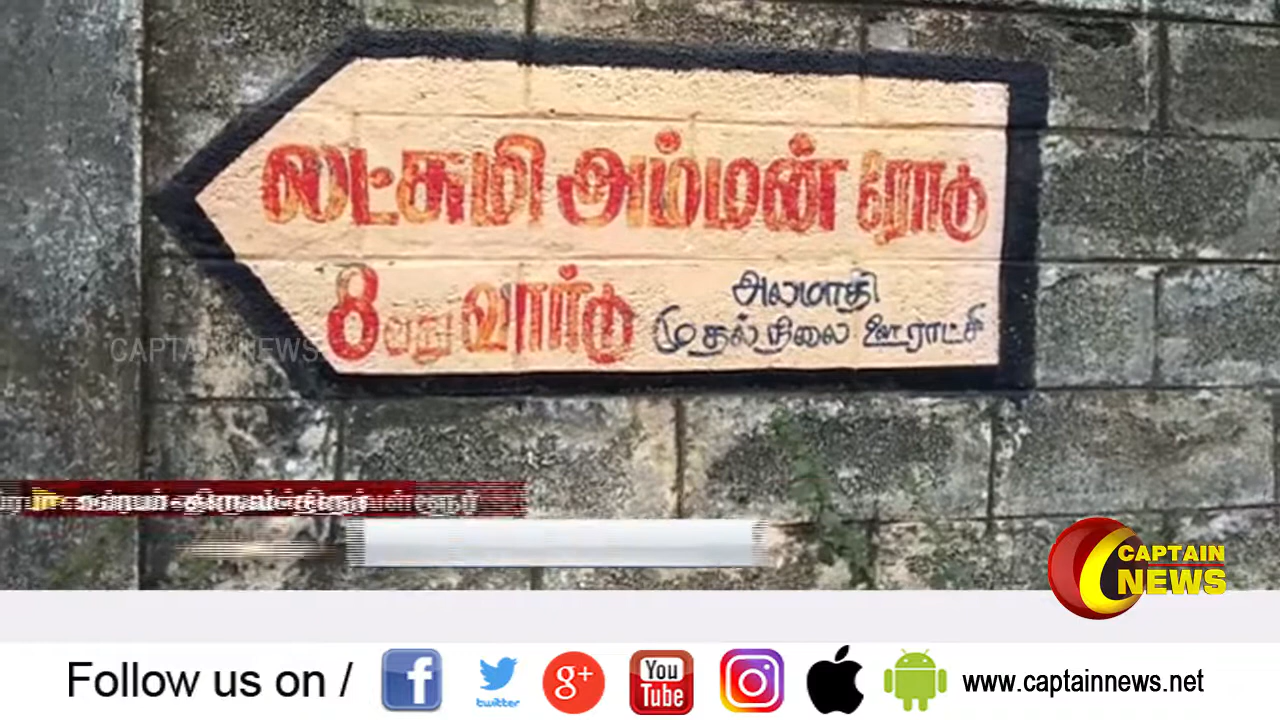 லட்சுமி அம்மன் ரோடு
8வது வார்டு
அலமாதி
முதல் நிலை ஊராட்சி
CAPTAIN NEWS
CAPTAIN
NEWS
Follow us on / twitter g+ You Tube www.captainnews.net